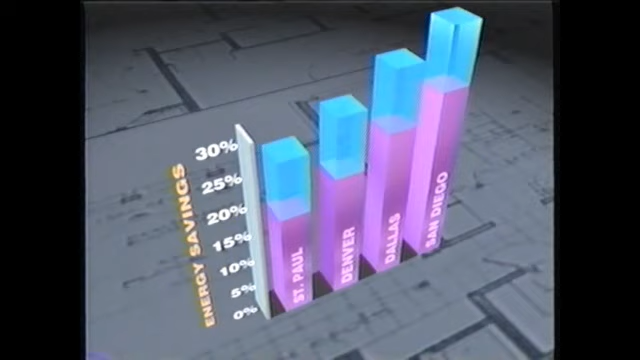 ENERGY SAVINGS
30%
25%
20%
15%
10%
5%
0%
ST. PAUL
DENVER
DALLAS
SAN DIEGO